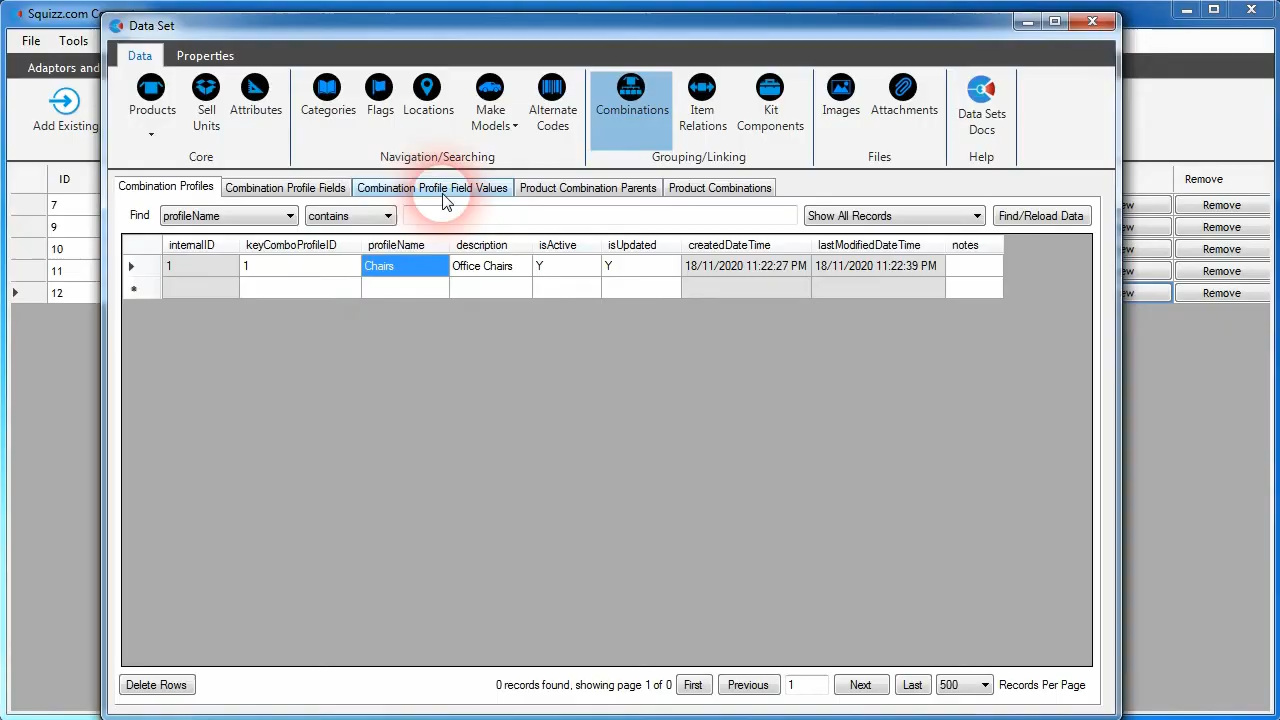 Squizz.com Co
File Tools
Adaptors and
Add Existing
ID
7
9
10
11
12
Data Set
Data Properties
Products Sell Units Attributes
Core
Categories Flags Locations Make Models Alternate Codes
Navigation/Searching
Combinations Item Relations Kit Components
Grouping/Linking
Images Attachments
Files
Data Sets Docs
Help
Combination Profiles Combination Profile Fields Combination Profile Field Values Product Combination Parents Product Combinations
Find profileName contains Show All Records Find/Reload Data
internalID keyComboProfileID profileName description isActive isUpdated createdDateTime lastModifiedDateTime notes
1 1 Chairs Office Chairs Y Y 18/11/2020 11:22:27 PM 18/11/2020 11:22:39 PM
Delete Rows 0 records found, showing page 1 of 0 First Previous 1 Next Last 500 Records Per Page
Remove
Remove
Remove
Remove
Remove
ew Remove